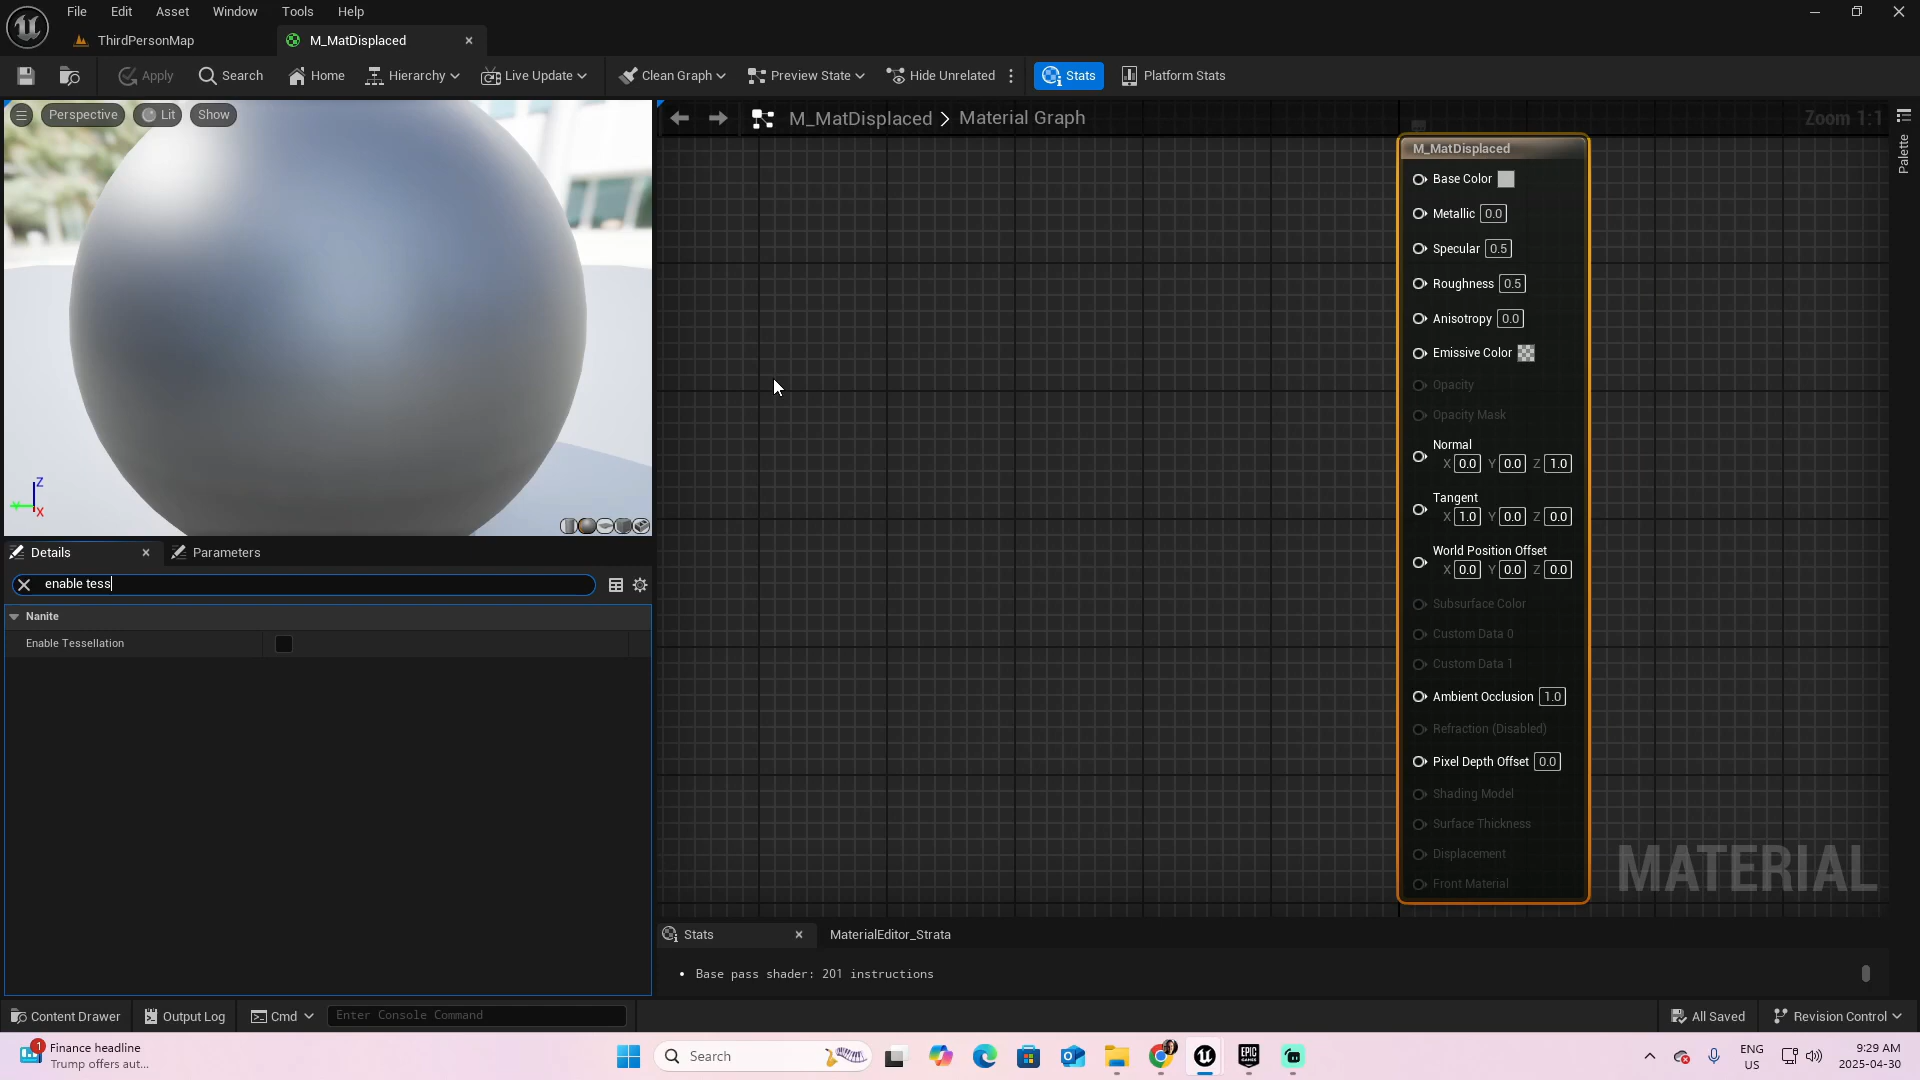 File Edit Asset Window Tools Help
ThirdPersonMap
M_MatDisplaced
Apply Search Home Hierarchy Live Update Clean Graph Preview State Hide Unrelated Stats Platform Stats
Perspective Lit Show
M_MatDisplaced > Material Graph
Zoom 1:1
Palette
M_MatDisplaced
Base Color
Metallic 0.0
Specular 0.5
Roughness 0.5
Anisotropy 0.0
Emissive Color
Opacity
Opacity Mask
Normal
X 0.0 Y 0.0 Z 1.0
Tangent
X 1.0 Y 0.0 Z 0.0
World Position Offset
X 0.0 Y 0.0 Z 0.0
Subsurface Color
Custom Data 0
Custom Data 1
Ambient Occlusion 1.0
Refraction (Disabled)
Pixel Depth Offset 0.0
Shading Model
Surface Thickness
Displacement
Front Material
MATERIAL
Z
Y
X
Details
Parameters
enable tess
Nanite
Enable Tessellation
Stats
MaterialEditor_Strata
• Base pass shader: 201 instructions
Content Drawer Output Log Cmd Enter Console Command
All Saved Revision Control
1
Finance headline
Trump offers aut...
Search
EPIC GAMES
ENG
US
9:29 AM
2025-04-30